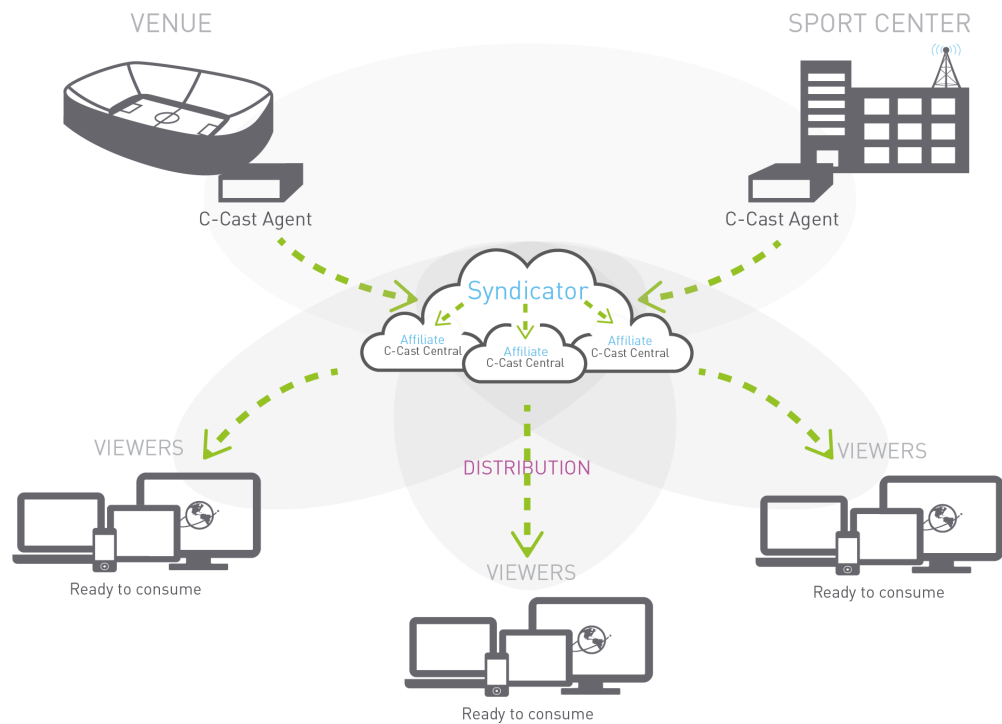 VENUE
SPORT CENTER
C-Cast Agent
C-Cast Agent
Syndicator
Affiliate
C-Cast Central
Affiliate
C-Cast Central
Affiliate
C-Cast Central
VIEWERS
VIEWERS
DISTRIBUTION
Ready to consume
VIEWERS
Ready to consume
Ready to consume